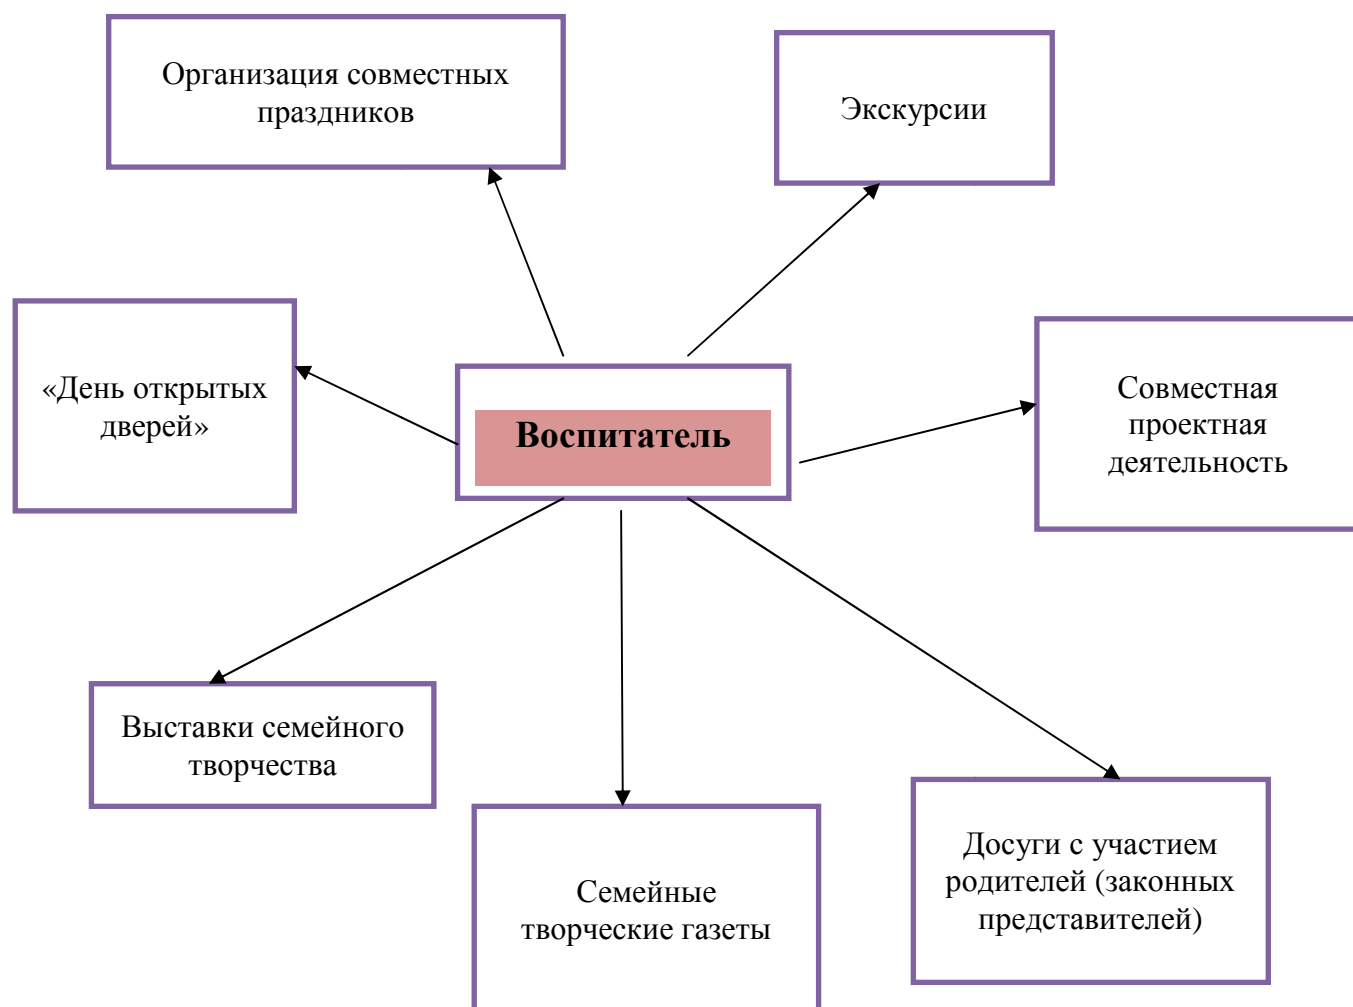 Организация совместных
праздников
Экскурсии
«День открытых
дверей»
Воспитатель
Совместная
проектная
деятельность
Выставки семейного
творчества
Семейные
творческие газеты
Досуги с участием
родителей (законных
представителей)